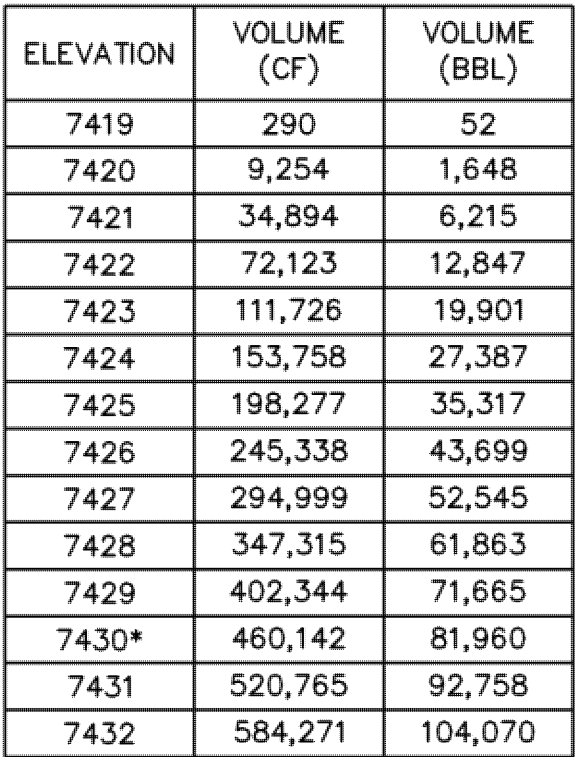 ELEVATION VOLUME (CF) VOLUME (BBL)
7419 290 52
7420 9,254 1,648
7421 34,894 6,215
7422 72,123 12,847
7423 111,726 19,901
7424 153,758 27,387
7425 198,277 35,317
7426 245,338 43,699
7427 294,999 52,545
7428 347,315 61,863
7429 402,344 71,665
7430* 460,142 81,960
7431 520,765 92,758
7432 584,271 104,070